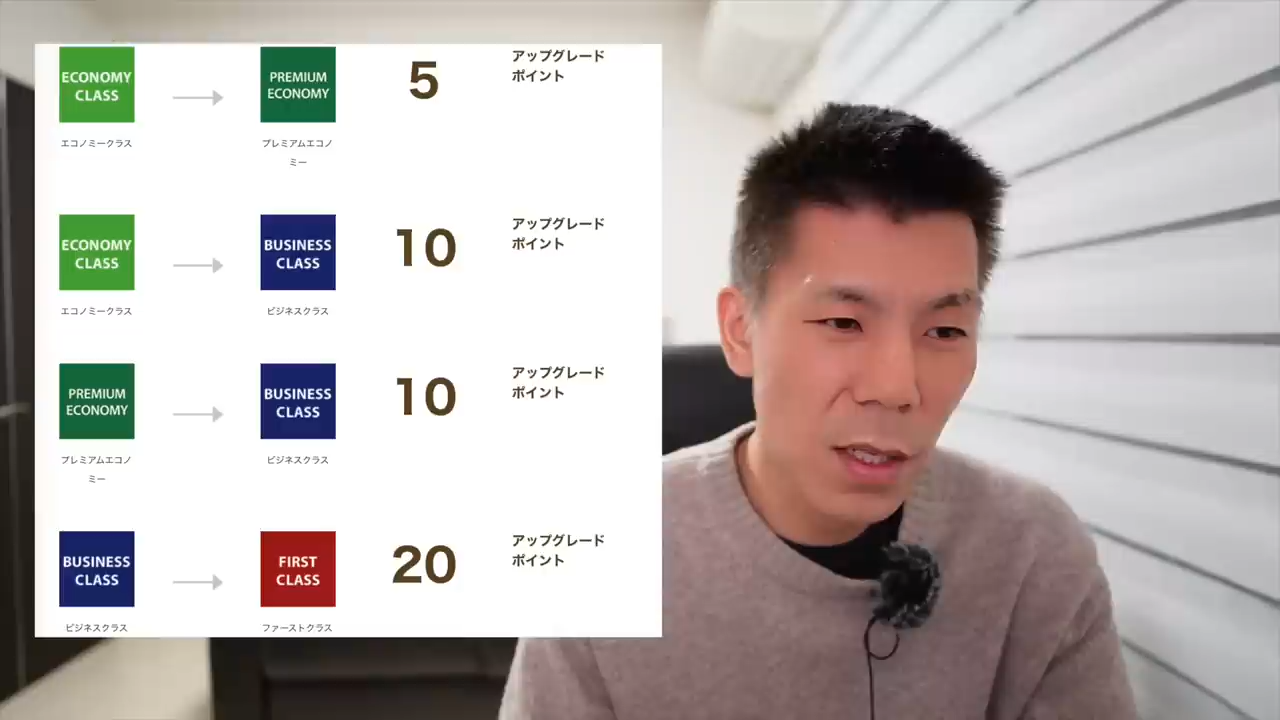 ECONOMY
CLASS
PREMIUM
ECONOMY
5
アップグレード
ポイント
エコノミークラス
プレミアムエコノ
ミー
ECONOMY
CLASS
BUSINESS
CLASS
10
アップグレード
ポイント
エコノミークラス
ビジネスクラス
PREMIUM
ECONOMY
BUSINESS
CLASS
10
アップグレード
ポイント
プレミアムエコノ
ミー
ビジネスクラス
BUSINESS
CLASS
FIRST
CLASS
20
アップグレード
ポイント
ビジネスクラス
ファーストクラス